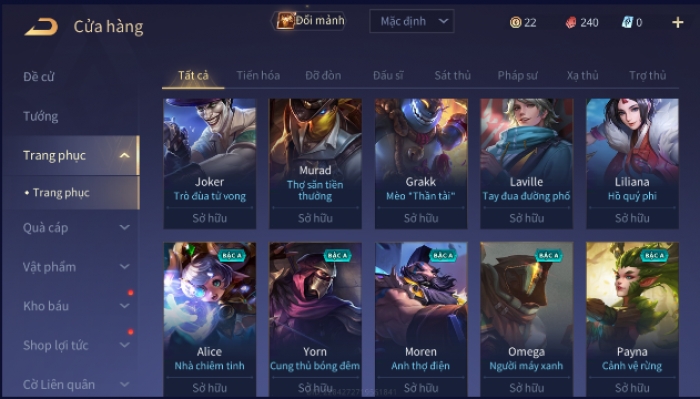 Cửa hàng
Đổi mảnh
Mặc định
22
240
0
Đề cử
Tướng
Trang phục
• Trang phục
Quà cáp
Vật phẩm
Kho báu
Shop lợi tức
Cờ Liên quân
Tất cả
Tiến hóa
Đỡ đòn
Đấu sĩ
Sát thủ
Pháp sư
Xạ thủ
Trợ thủ
Joker
Trò đùa tử vong
Sở hữu
Murad
Thợ săn tiền
thưởng
Sở hữu
Grakk
Mèo "Thần tài"
Sở hữu
Laville
Tay đua đường phố
Sở hữu
Liliana
Hồ quý phi
Sở hữu
BẬC A
Alice
Nhà chiêm tinh
Sở hữu
Yorn
Cung thủ bóng đêm
Sở hữu
BẬC A
Moren
Anh thợ điện
Sở hữu
BẬC A
Omega
Người máy xanh
Sở hữu
BẬC A
Payna
Cảnh vệ rừng
Sở hữu